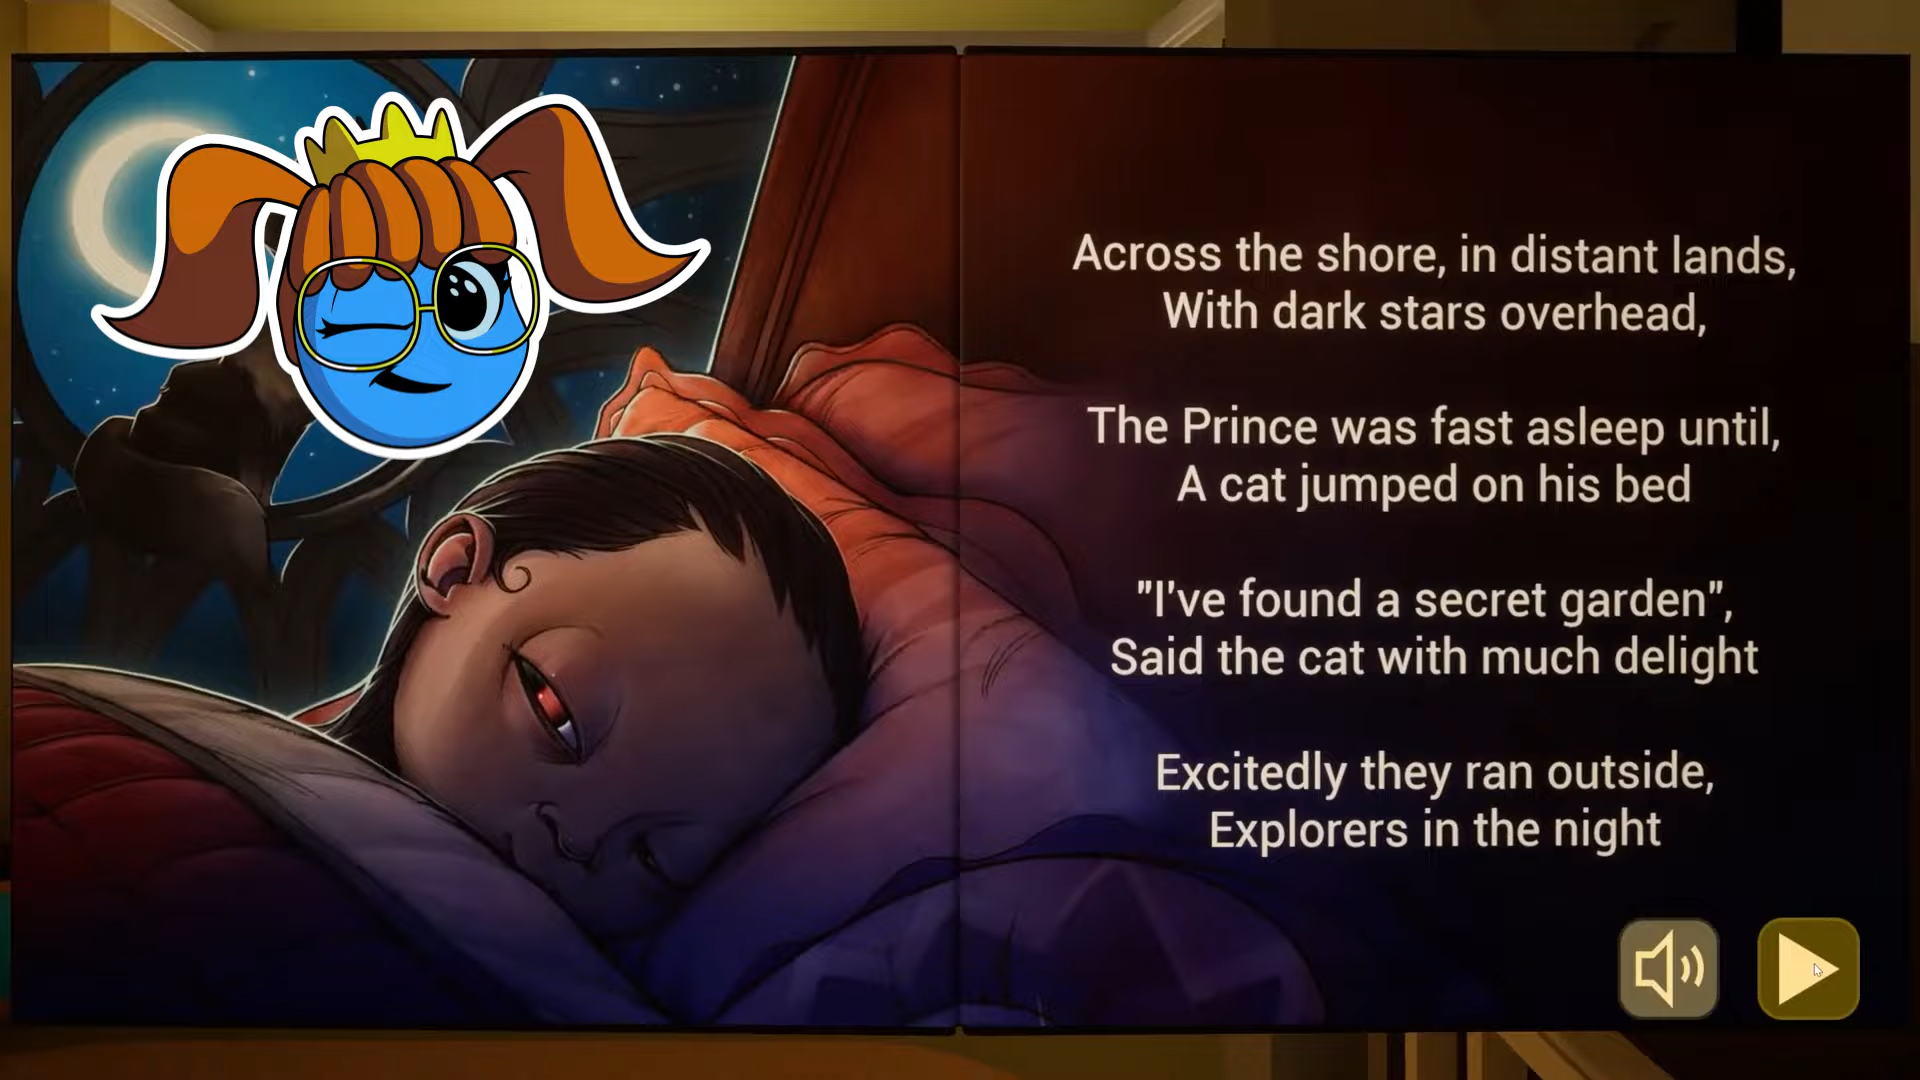 Across the shore, in distant lands,
With dark stars overhead,
The Prince was fast asleep until,
A cat jumped on his bed
"I've found a secret garden",
Said the cat with much delight
Excitedly they ran outside,
Explorers in the night